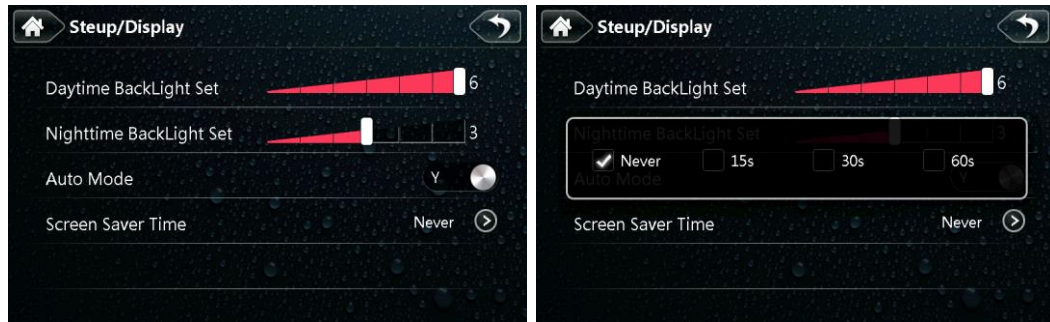 Steup/Display
Daytime BackLight Set 6
Nighttime BackLight Set 3
Auto Mode Y
Screen Saver Time Never
Steup/Display
Daytime BackLight Set 6
Nighttime BackLight Set 3
Never 15s 30s 60s
Auto Mode Y
Screen Saver Time Never